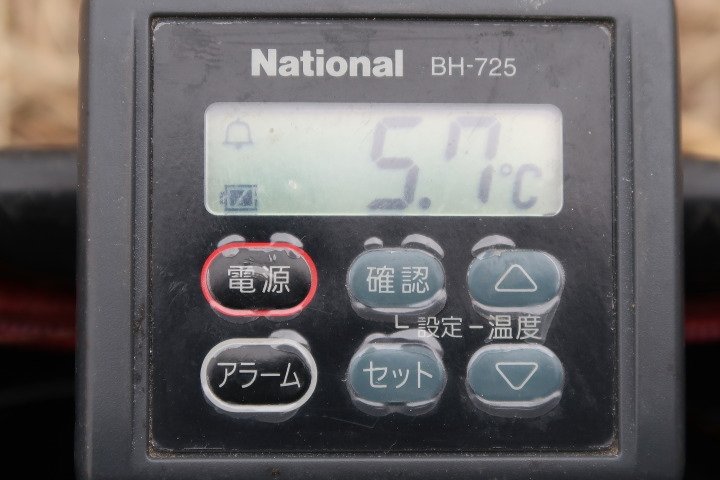 National BH-725
5.7℃
電源 確認 △
設定 温度
アラーム セット ▽